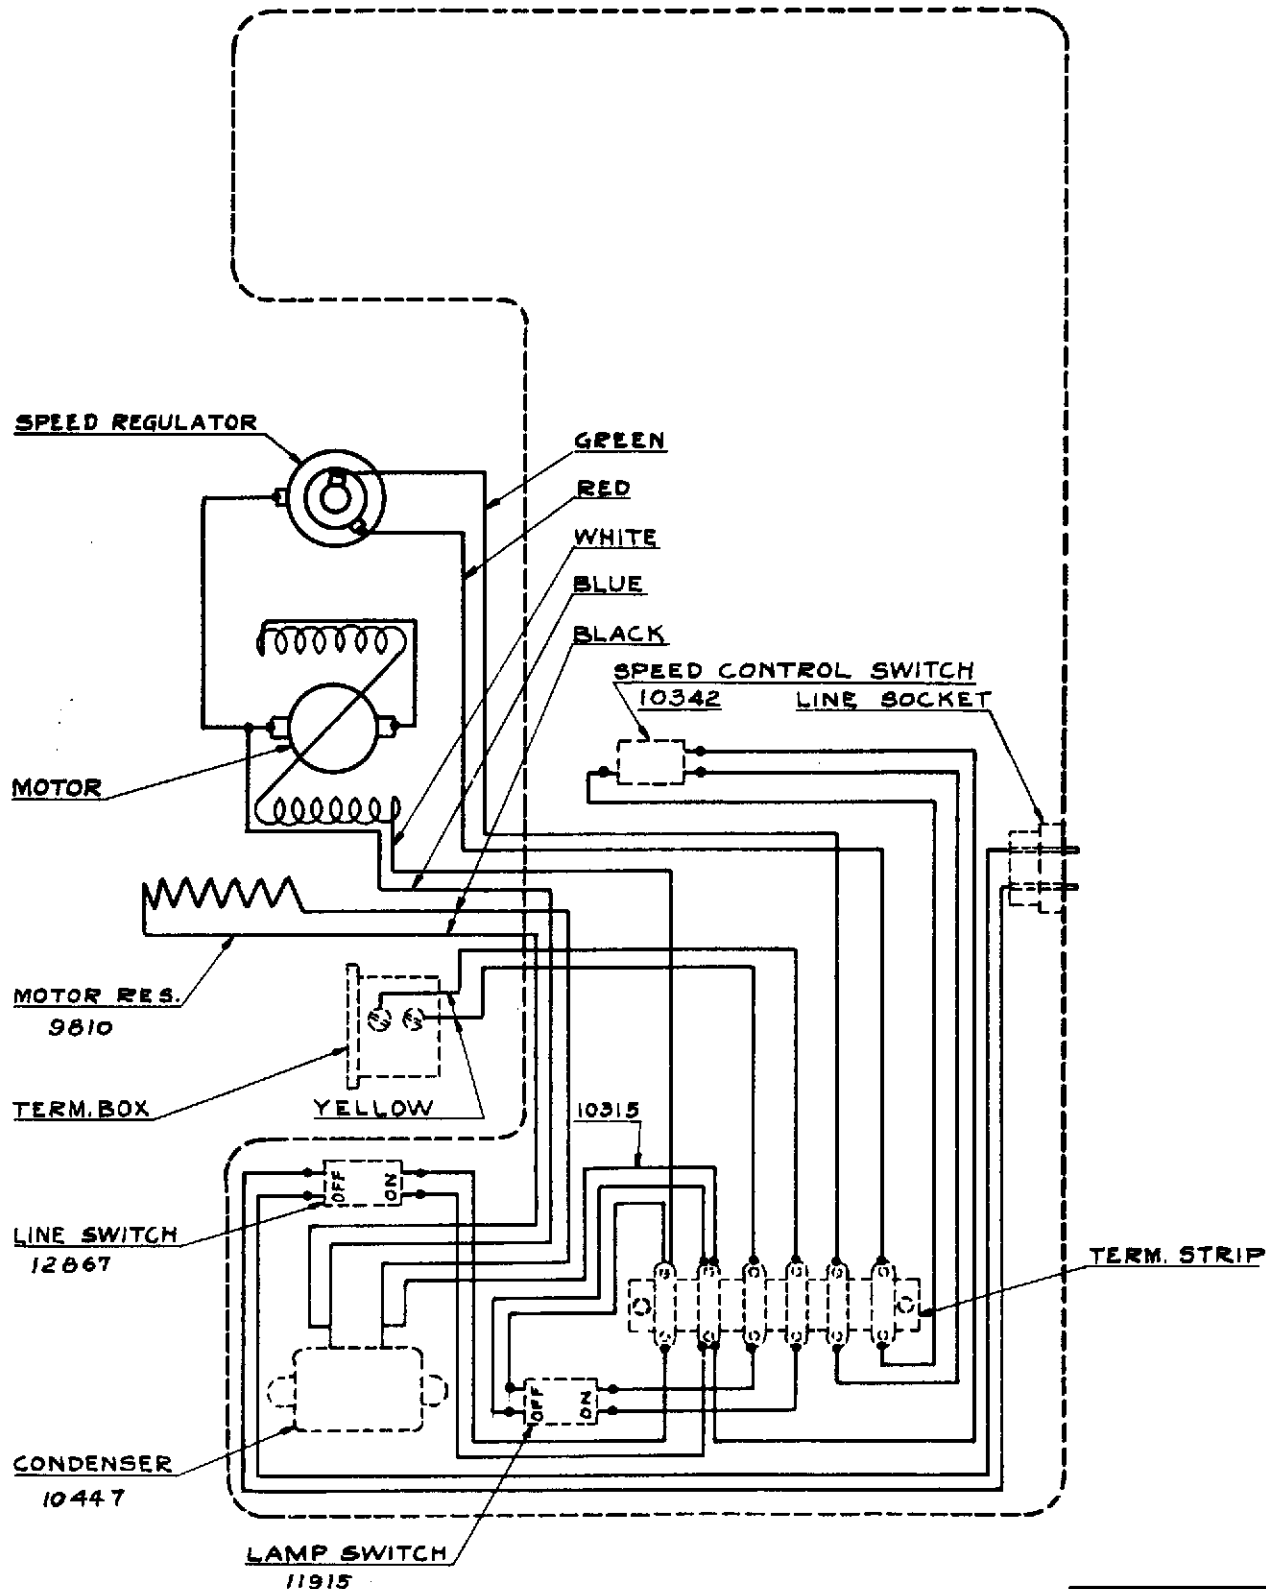 SPEED REGULATOR
GREEN
RED
WHITE
BLUE
BLACK
SPEED CONTROL SWITCH
10342
LINE SOCKET
MOTOR
MOTOR RES.
9810
TERM. BOX
YELLOW
10315
OFF
ON
LINE SWITCH
12867
TERM. STRIP
OFF
ON
CONDENSER
10447
LAMP SWITCH
11915